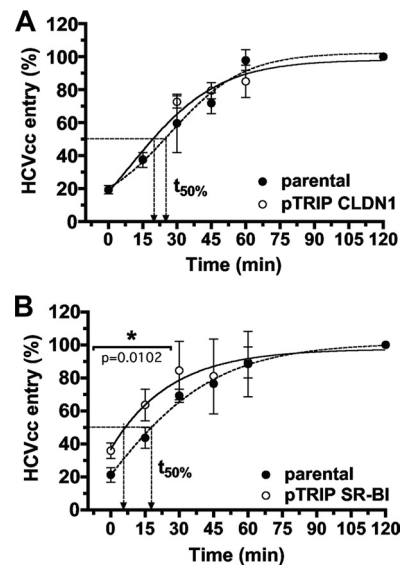 A
120
100
80
60
40
20
0
HCVcc entry (%)
t50%
parental
pTRIP CLDN1
0 15 30 45 60 75 90 105 120
Time (min)
B
120
100
80
60
40
20
0
HCVcc entry (%)
*
p=0.0102
t50%
parental
pTRIP SR-BI
0 15 30 45 60 75 90 105 120
Time (min)